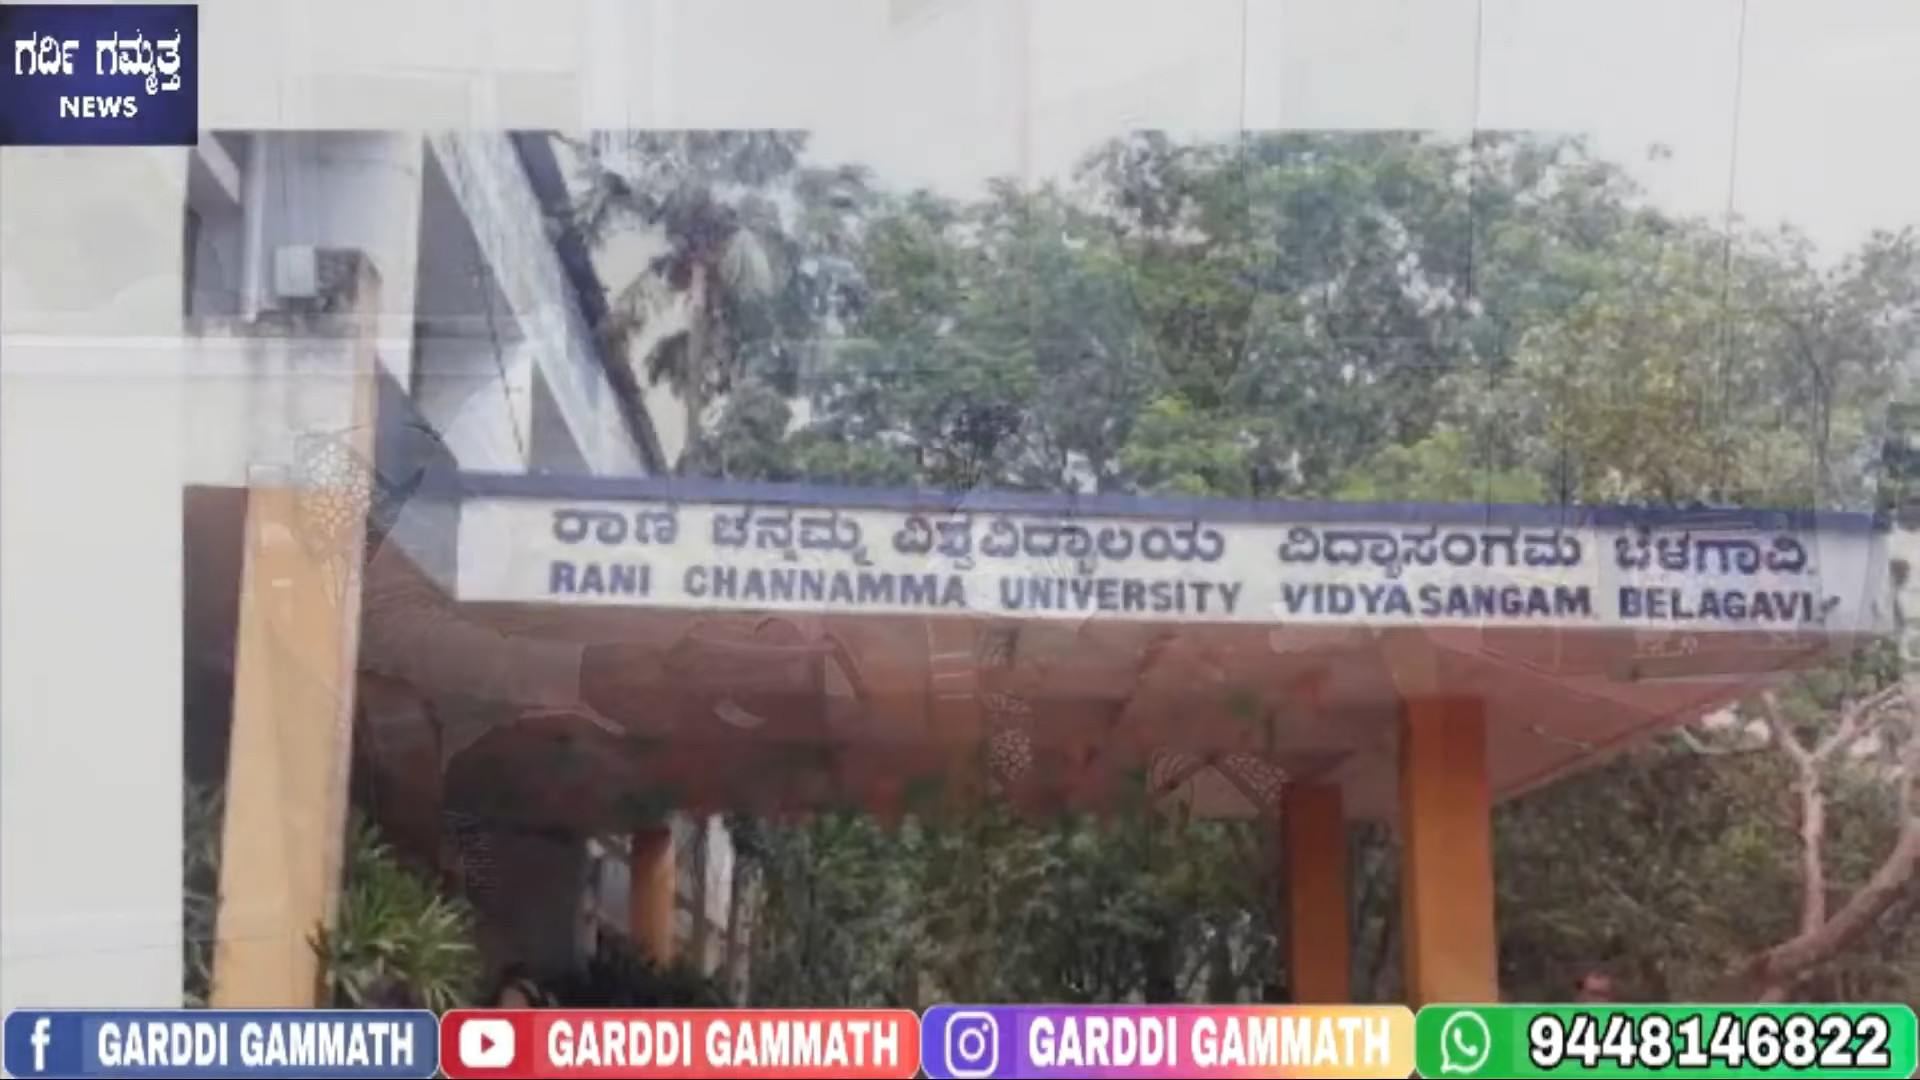 ಗರ್ದಿ ಗಮ್ಮತ್ತ
NEWS
ರಾಣಿ ಚನ್ನಮ್ಮ ವಿಶ್ವವಿದ್ಯಾಲಯ ವಿದ್ಯಾಸಂಗಮ ಬೆಳಗಾವಿ.
RANI CHANNAMMA UNIVERSITY VIDYASANGAM BELAGAVI.
GARDDI GAMMATH GARDDI GAMMATH GARDDI GAMMATH 9448146822